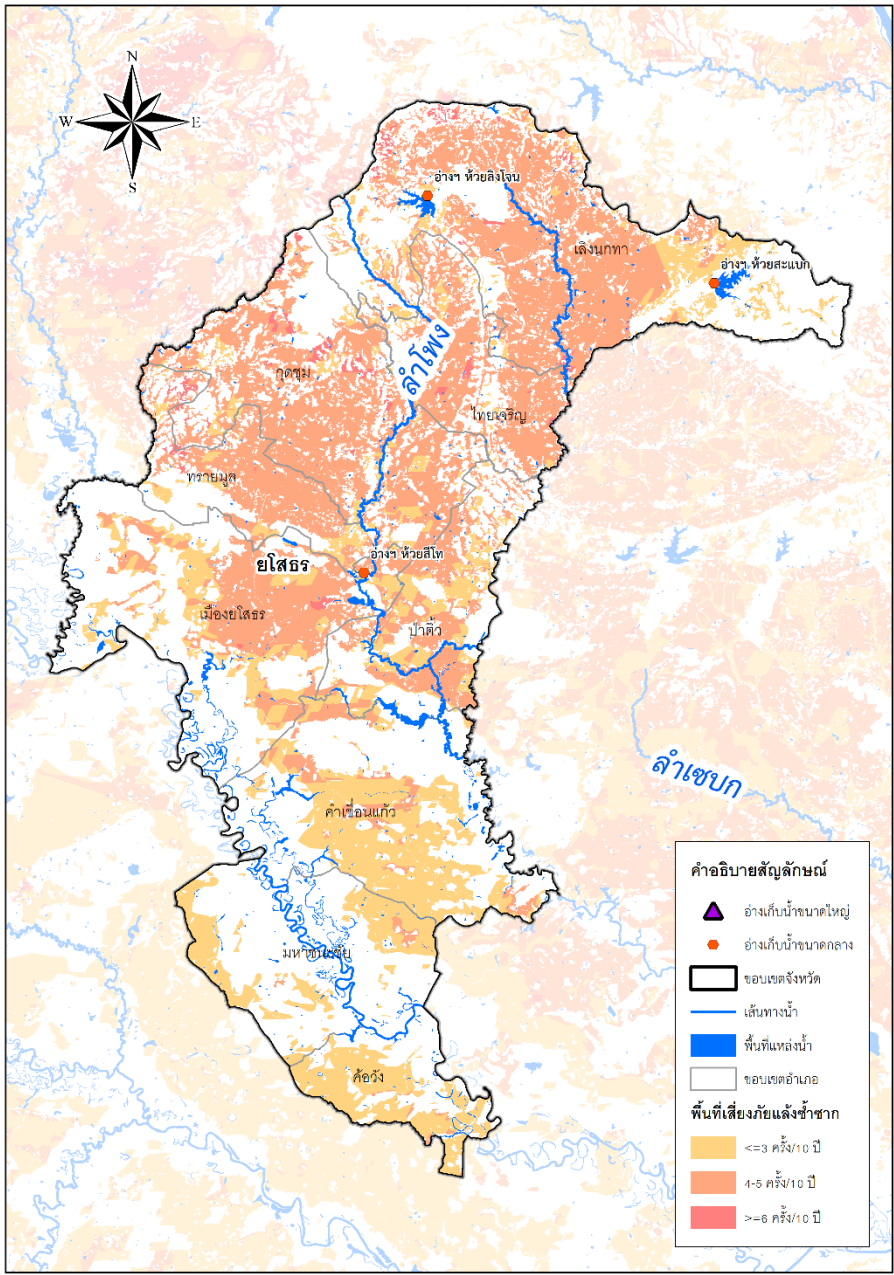 N
W E
S
อ่างฯ ห้วยลิงโจน
เลิงนกทา
อ่างฯ ห้วยสะแบก
ลำโพง
กุดชุม
ไทยเจริญ
ทรายมูล
ยโสธร
อ่างฯ ห้วยสีโท
เมืองยโสธร
ป่าติ้ว
ลำเซบก
คำเขื่อนแก้ว
มหาชนะชัย
ค้อวัง
คำอธิบายสัญลักษณ์
อ่างเก็บน้ำขนาดใหญ่
อ่างเก็บน้ำขนาดกลาง
ขอบเขตจังหวัด
เส้นทางน้ำ
พื้นที่แหล่งน้ำ
ขอบเขตอำเภอ
พื้นที่เสี่ยงภัยแล้งซ้ำซาก
<=3 ครั้ง/10 ปี
4-5 ครั้ง/10 ปี
>=6 ครั้ง/10 ปี